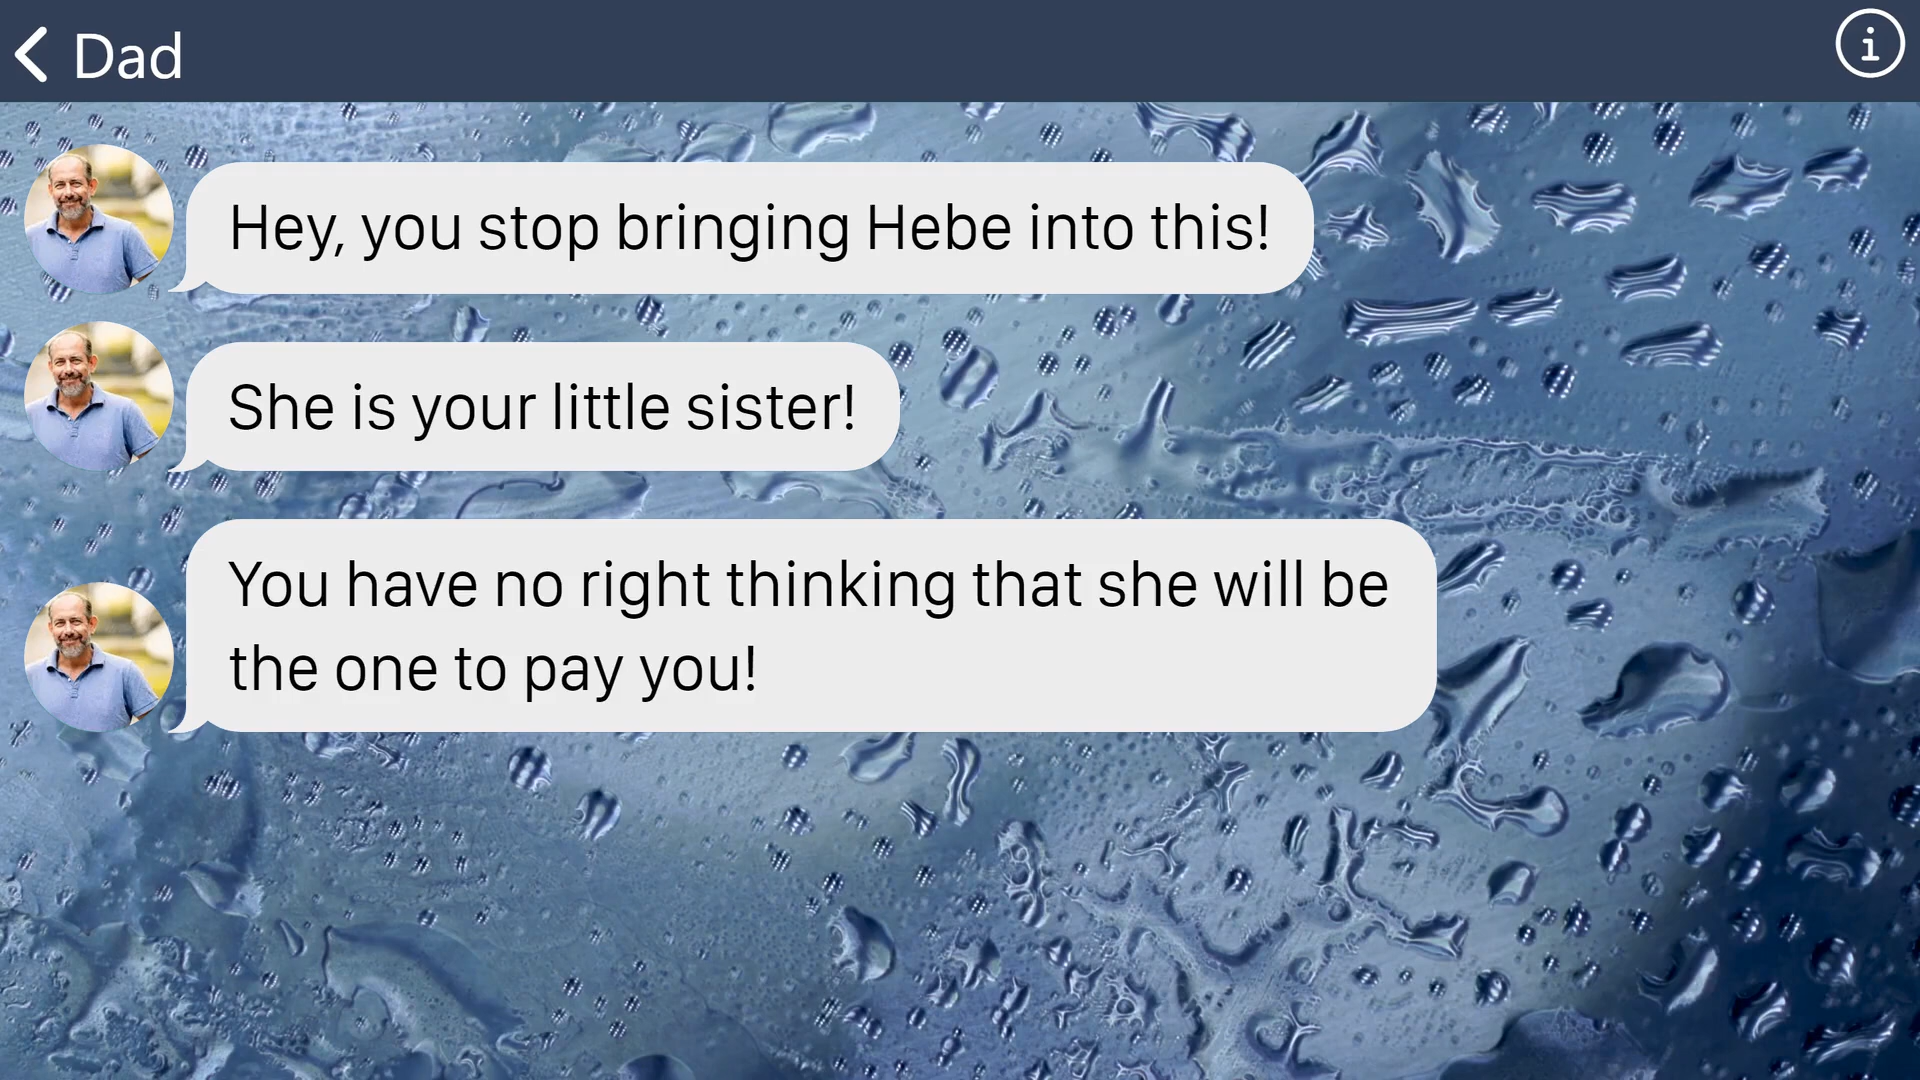 Dad
Hey, you stop bringing Hebe into this!
She is your little sister!
You have no right thinking that she will be
the one to pay you!